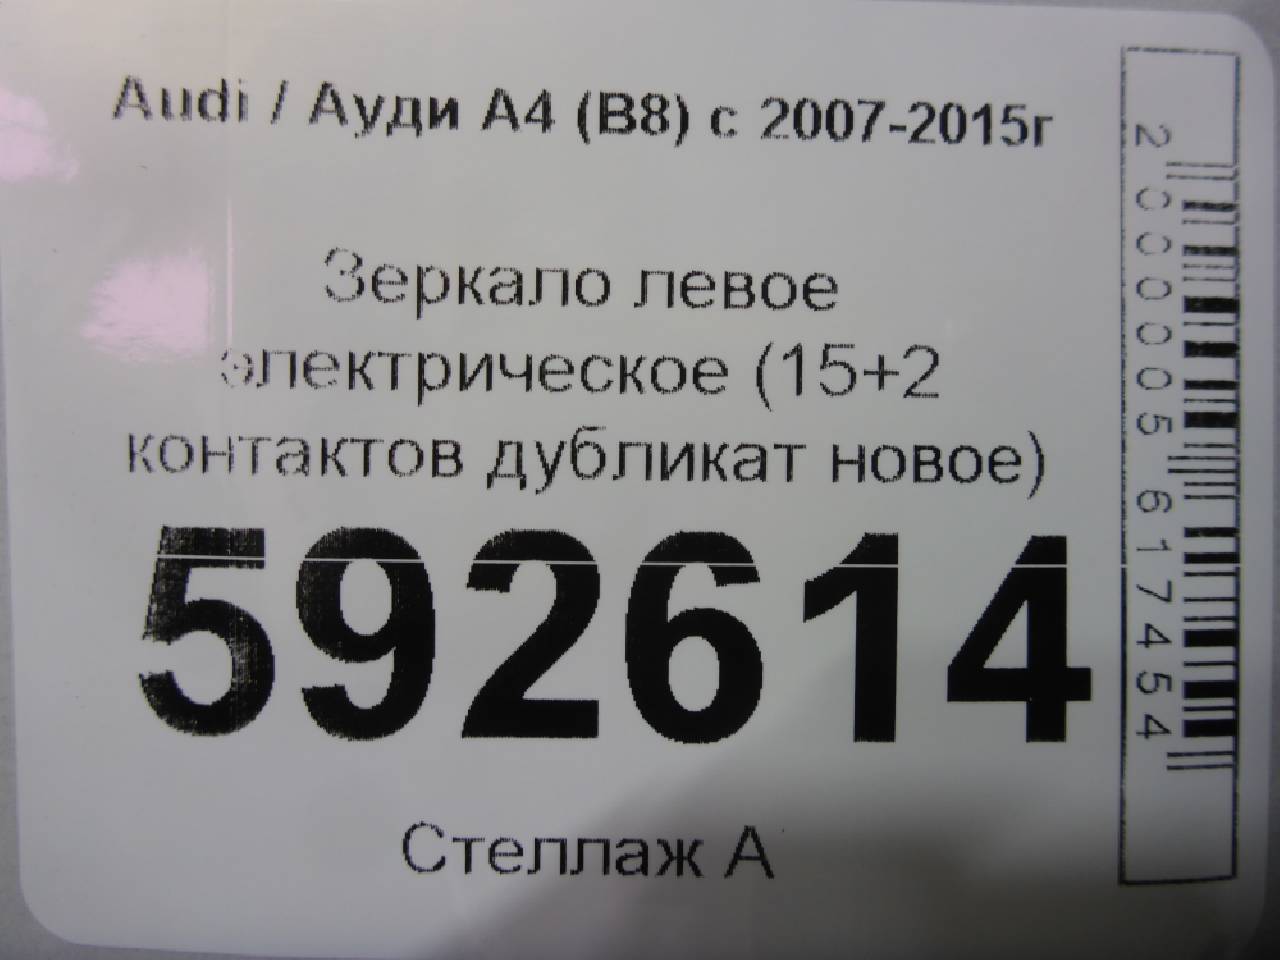 Audi / Ауди А4 (B8) с 2007-2015г
Зеркало левое
электрическое (15+2
контактов дубликат новое)
592614
Стеллаж А
2000005617454